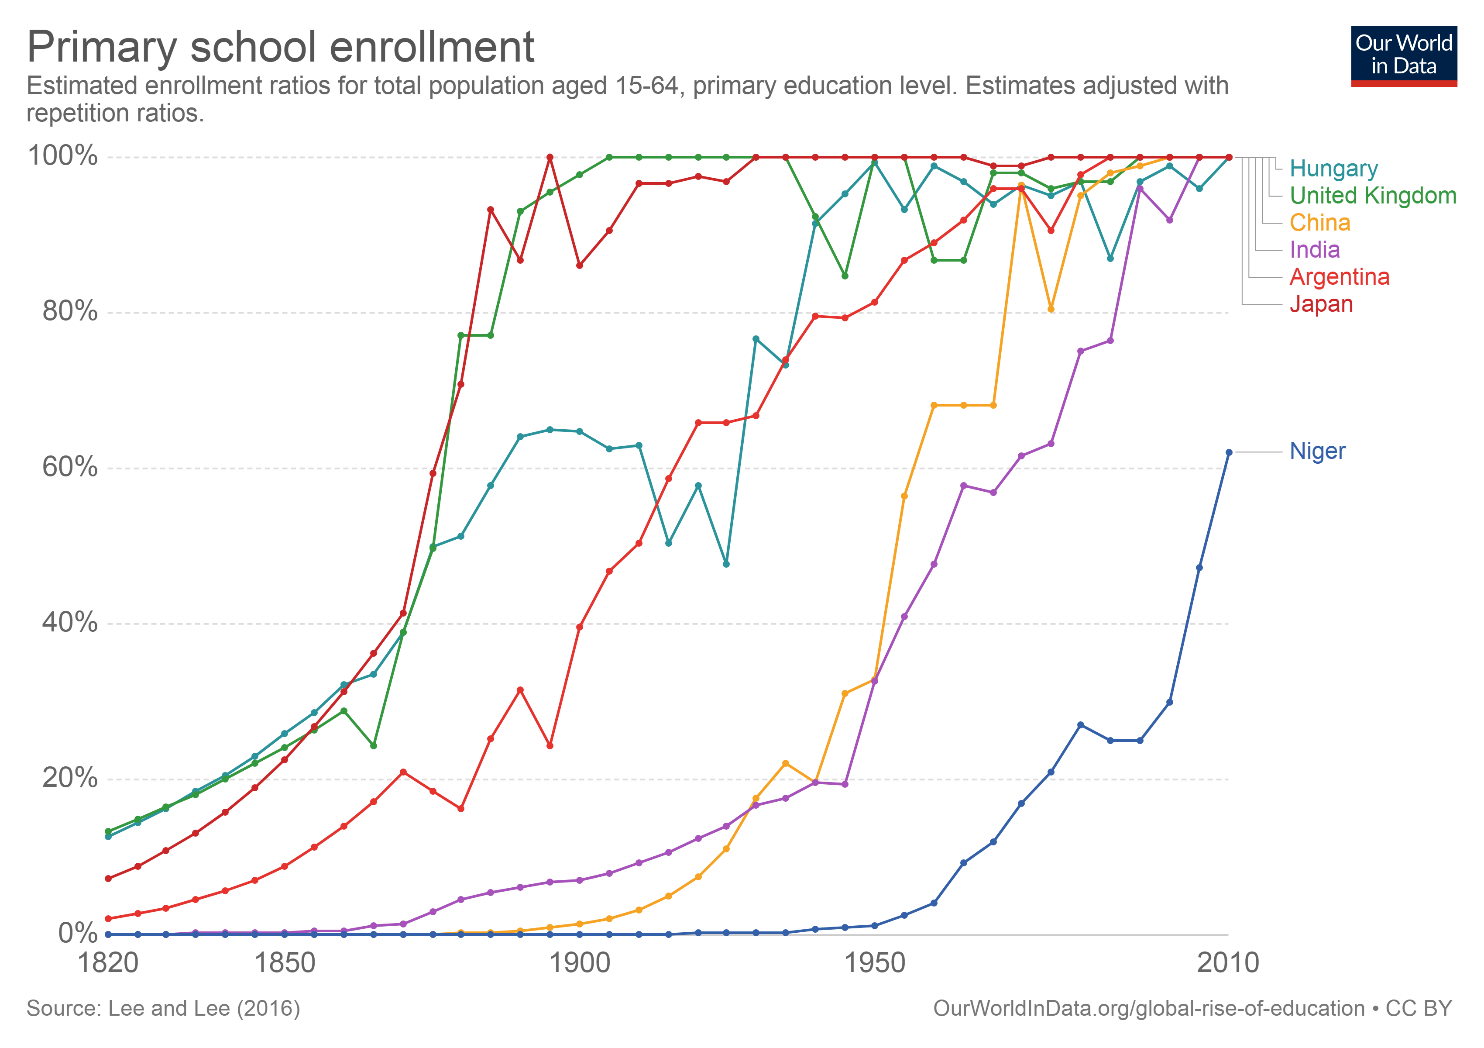 Primary school enrollment
Our World
in Data
Estimated enrollment ratios for total population aged 15-64, primary education level. Estimates adjusted with
repetition ratios.
100%
80%
60%
40%
20%
0%
Hungary
United Kingdom
China
India
Argentina
Japan
Niger
1820
1850
1900
1950
2010
Source: Lee and Lee (2016)
OurWorldInData.org/global-rise-of-education • CC BY